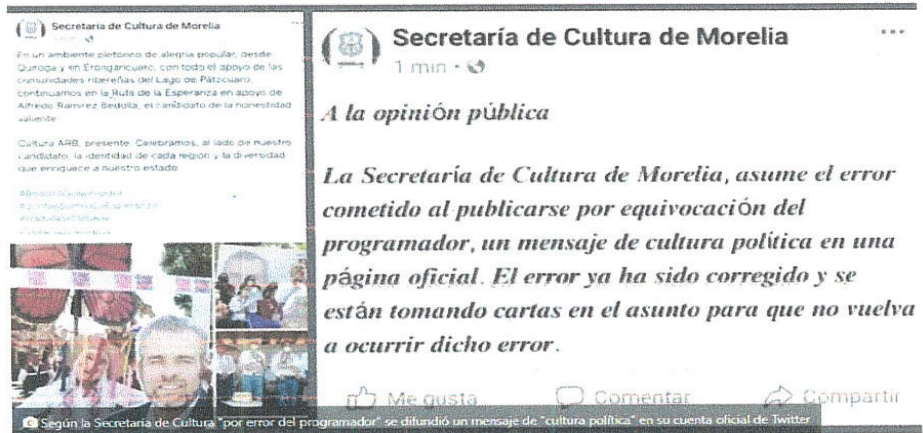 Secretaría de Cultura de Morelia
En un ambiente pletórico de alegría popular, desde
Quiroga y en Erongarícuaro, con todo el apoyo de las
comunidades ribereñas del Lago de Pátzcuaro,
continuamos en la Ruta de la Esperanza en apoyo de
Alfredo Ramírez Bedolla, el candidato de la honestidad
valiente.
Cultura ARB, presente. Celebramos, al lado de nuestro
candidato, la identidad de cada región y la diversidad
que enriquece a nuestro estado.
Secretaría de Cultura de Morelia
1 min
A la opinión pública
La Secretaría de Cultura de Morelia, asume el error
cometido al publicarse por equivocación del
programador, un mensaje de cultura política en una
página oficial. El error ya ha sido corregido y se
están tomando cartas en el asunto para que no vuelva
a ocurrir dicho error.
Me gusta Comentar Compartir
Según la Secretaría de Cultura "por error del programador" se difundió un mensaje de "cultura política" en su cuenta oficial de Twitter